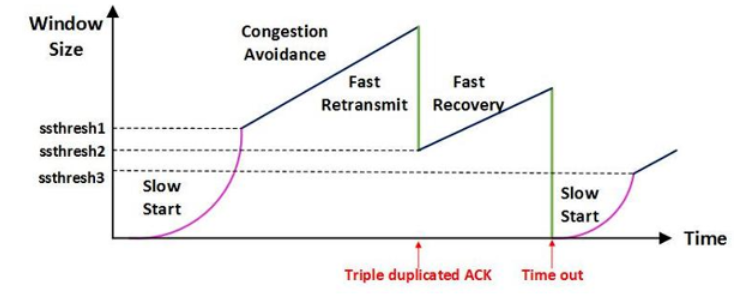 Window
Size
Congestion
Avoidance
Fast
Retransmit
Fast
Recovery
ssthresh1
ssthresh2
ssthresh3
Slow
Start
Slow
Start
Time
Triple duplicated ACK
Time out